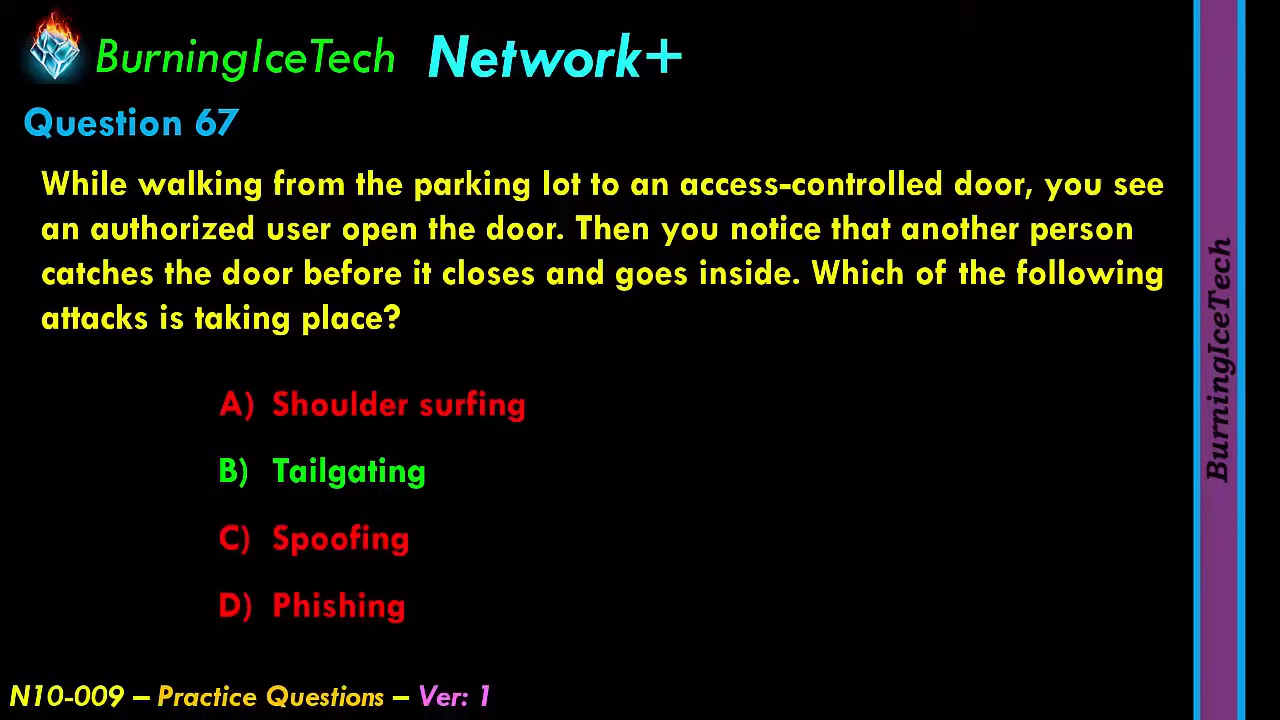 BurningIceTech Network+
Question 67
While walking from the parking lot to an access-controlled door, you see
an authorized user open the door. Then you notice that another person
catches the door before it closes and goes inside. Which of the following
attacks is taking place?
A) Shoulder surfing
B) Tailgating
C) Spoofing
D) Phishing
N10-009 – Practice Questions – Ver: 1
BurningIceTech